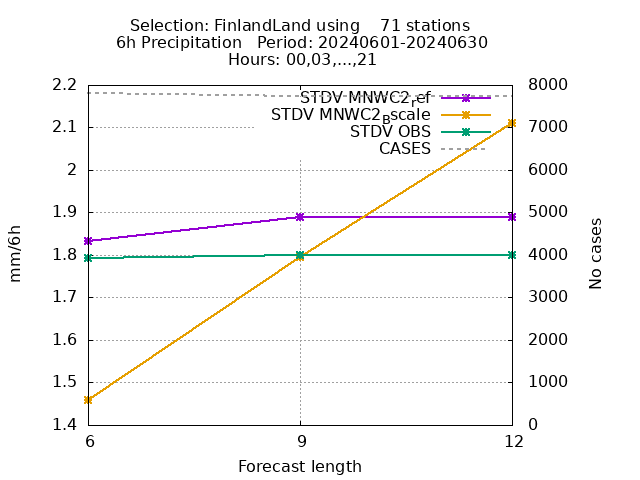 Selection: FinlandLand using    71 stations
6h Precipitation   Period: 20240601-20240630
Hours: 00,03,...,21
STDV MNWC2_ref
STDV MNWC2_Bscale
STDV OBS
CASES
2.2
2.1
2
1.9
1.8
1.7
1.6
1.5
1.4
mm/6h
8000
7000
6000
5000
4000
3000
2000
1000
0
No cases
6 9 12
Forecast length